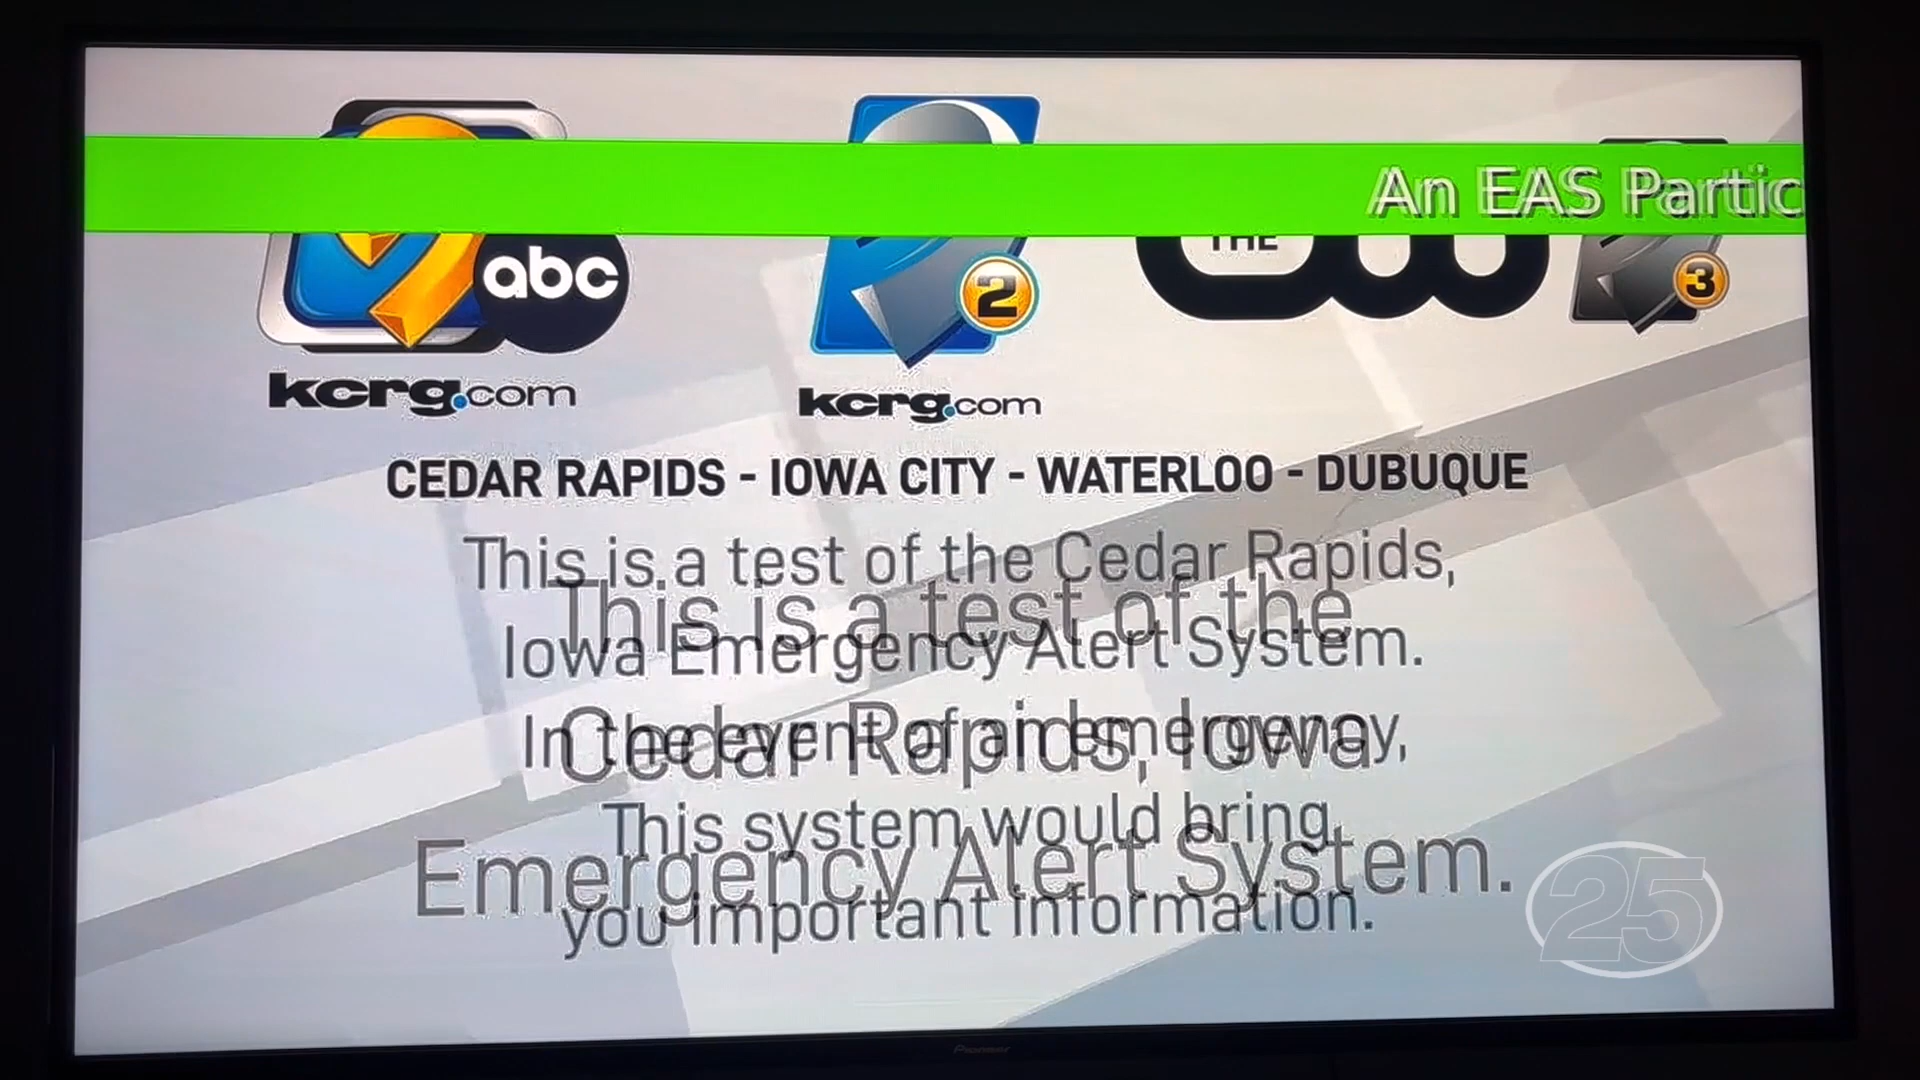 An EAS Partic
abc
2
THE
CW
3
kcrg.com
kcrg.com
CEDAR RAPIDS - IOWA CITY - WATERLOO - DUBUQUE
This is a test of the Cedar Rapids,
This is a test of the
Iowa Emergency Alert System.
In the event of an emergency,
Cedar Rapids, Iowa
This system would bring
Emergency Alert System.
you important information.
25
Pioneer